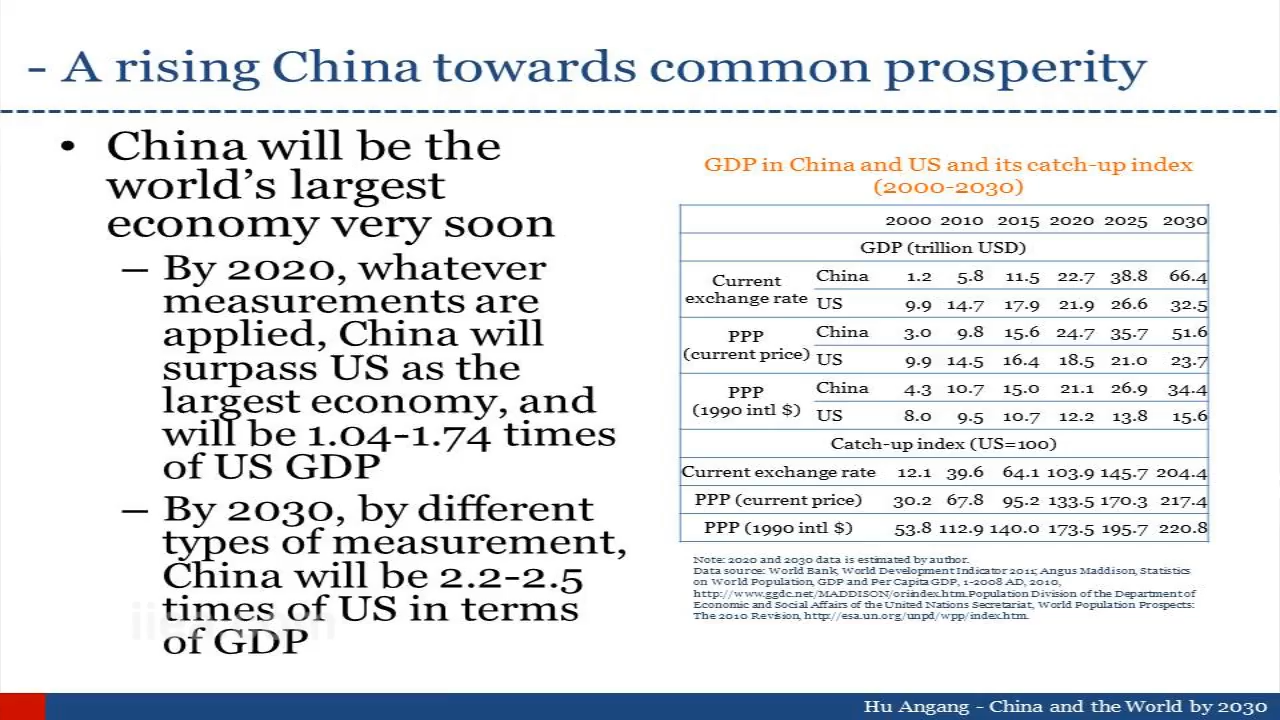 - A rising China towards common prosperity
• China will be the
world's largest
economy very soon
– By 2020, whatever
measurements are
applied, China will
surpass US as the
largest economy, and
will be 1.04-1.74 times
of US GDP
– By 2030, by different
types of measurement,
China will be 2.2-2.5
times of US in terms
of GDP
GDP in China and US and its catch-up index
(2000-2030)
2000 2010 2015 2020 2025 2030
GDP (trillion USD)
Current
exchange rate
China 1.2 5.8 11.5 22.7 38.8 66.4
US 9.9 14.7 17.9 21.9 26.6 32.5
PPP
(current price)
China 3.0 9.8 15.6 24.7 35.7 51.6
US 9.9 14.5 16.4 18.5 21.0 23.7
PPP
(1990 intl $)
China 4.3 10.7 15.0 21.1 26.9 34.4
US 8.0 9.5 10.7 12.2 13.8 15.6
Catch-up index (US=100)
Current exchange rate 12.1 39.6 64.1 103.9 145.7 204.4
PPP (current price) 30.2 67.8 95.2 133.5 170.3 217.4
PPP (1990 intl $) 53.8 112.9 140.0 173.5 195.7 220.8
Note: 2020 and 2030 data is estimated by author.
Data source: World Bank, World Development Indicator 2011; Angus Maddison, Statistics
on World Population, GDP and Per Capita GDP, 1-2008 AD, 2010,
http://www.ggdc.net/MADDISON/oriindex.htm.Population Division of the Department of
Economic and Social Affairs of the United Nations Secretariat, World Population Prospects:
The 2010 Revision, http://esa.un.org/unpd/wpp/index.htm.
Hu Angang - China and the World by 2030